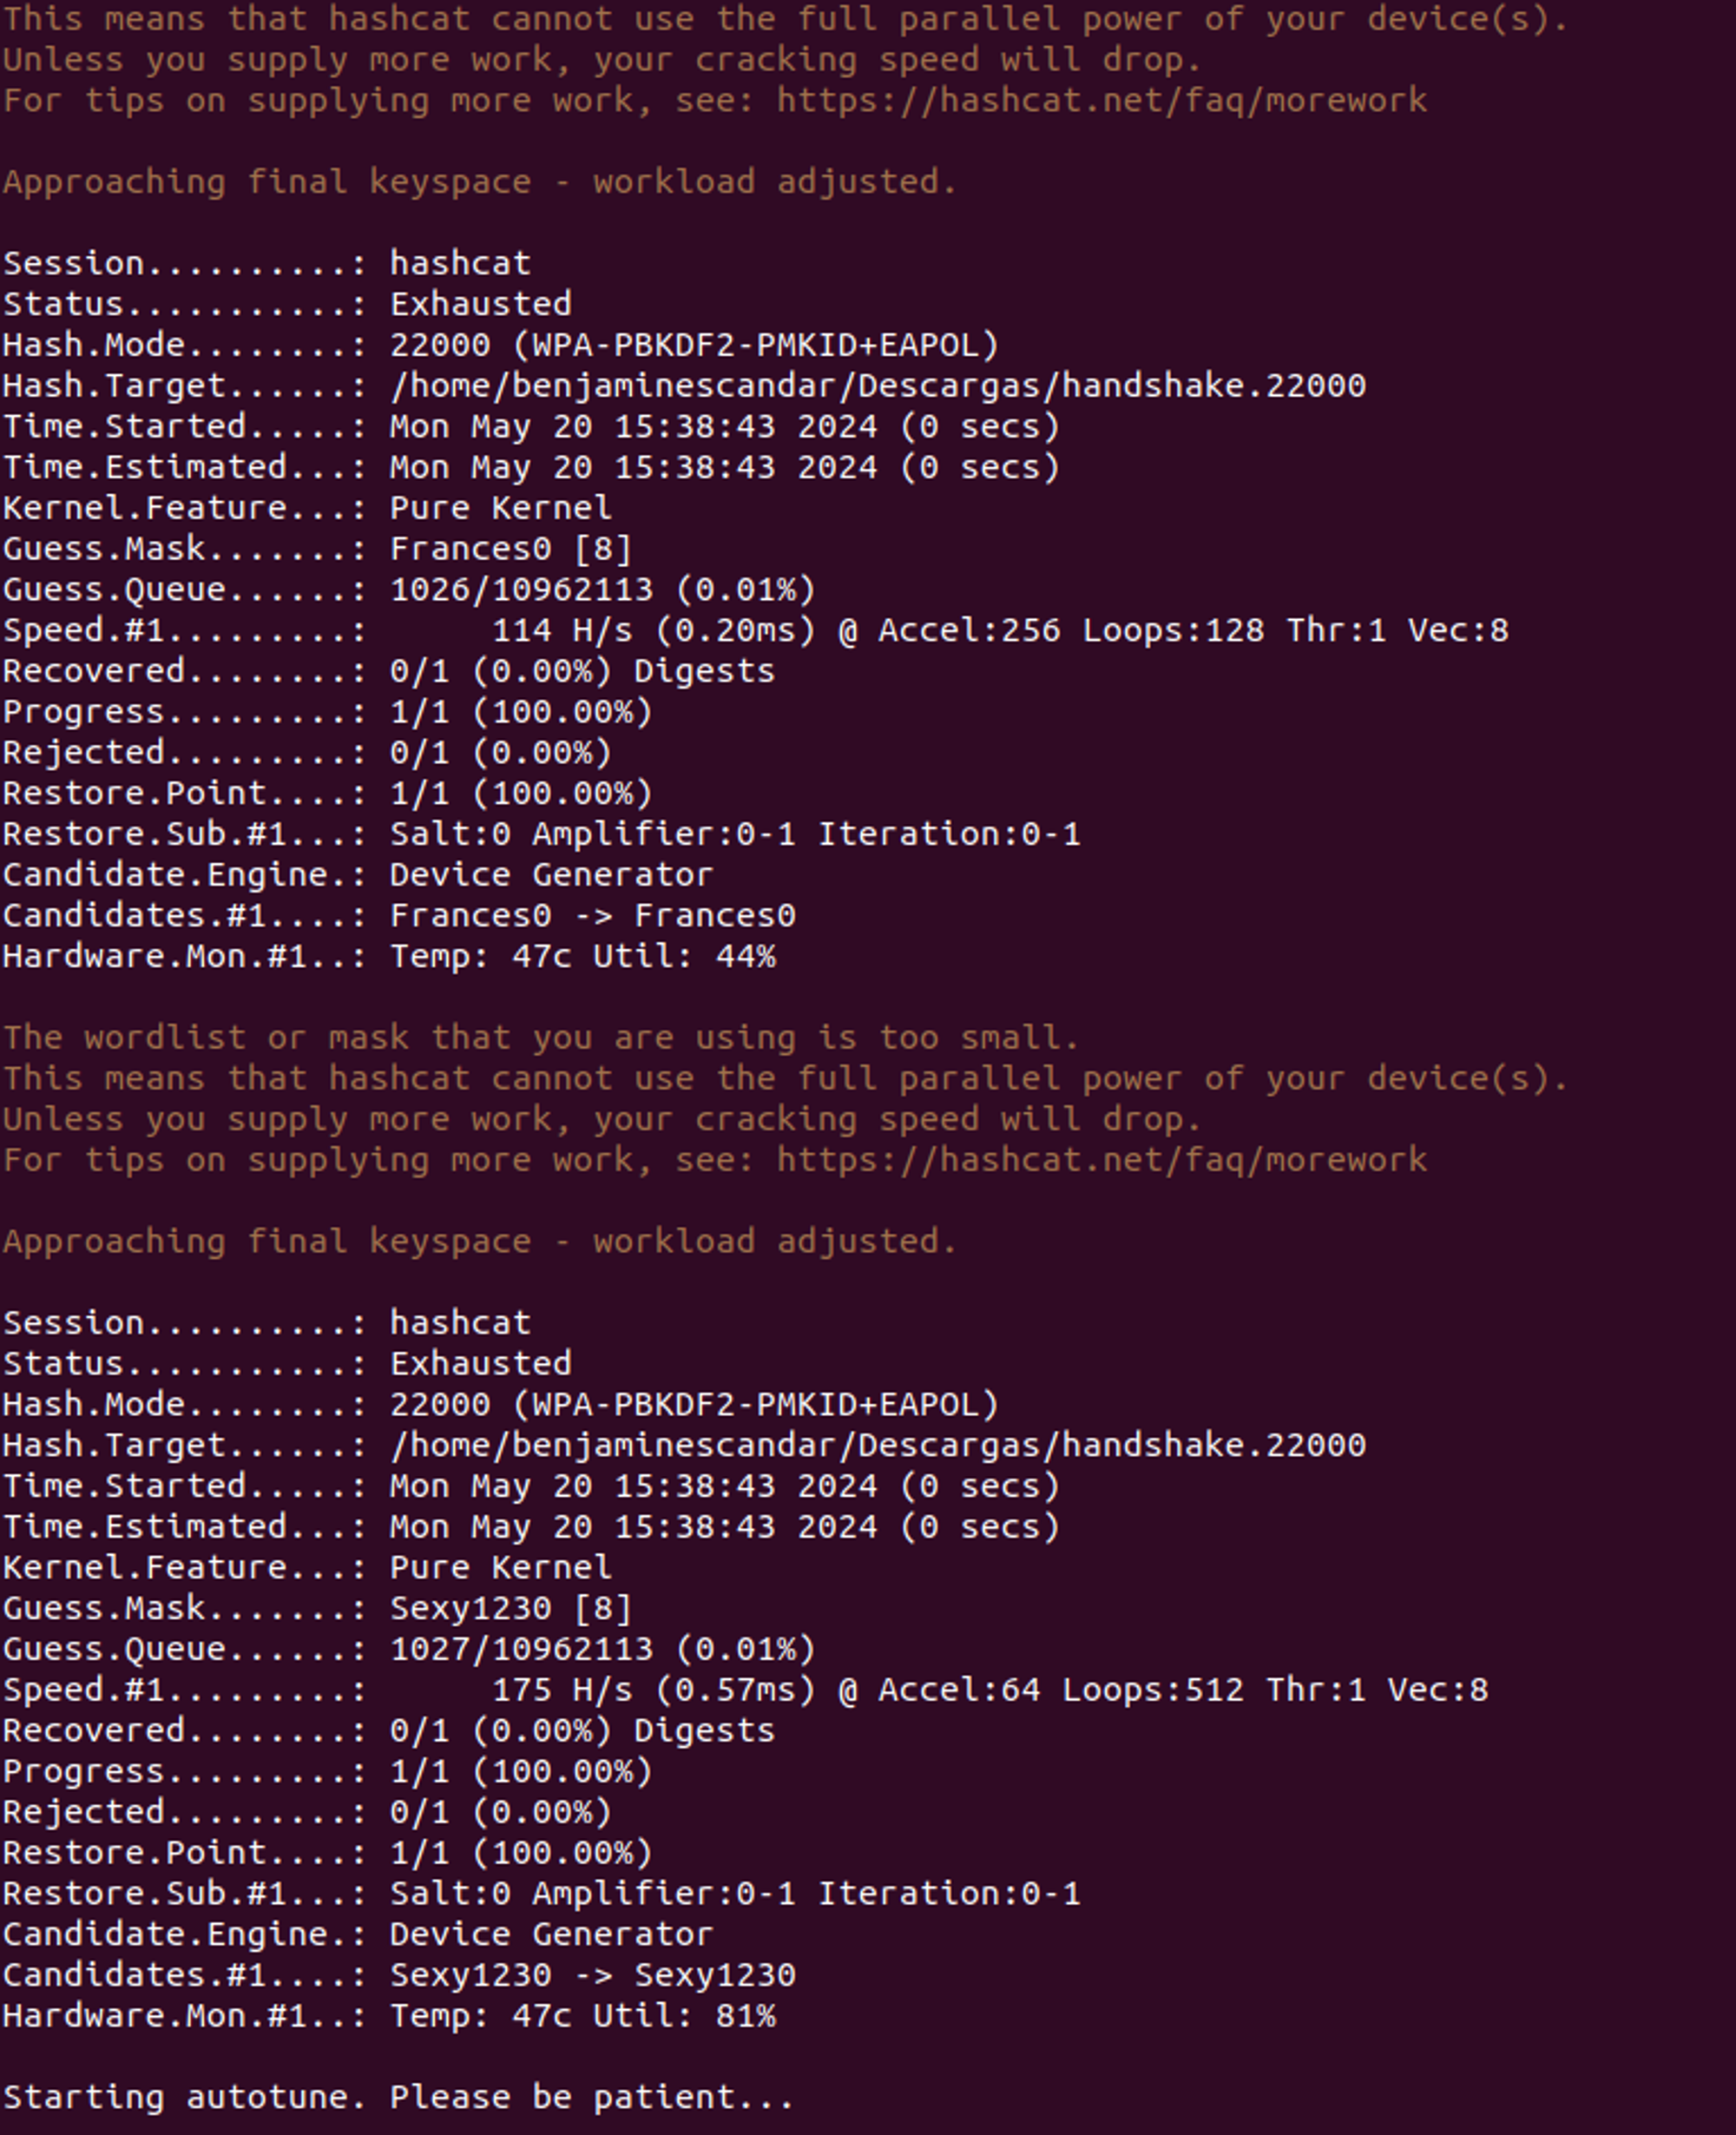 This means that hashcat cannot use the full parallel power of your device(s).
Unless you supply more work, your cracking speed will drop.
For tips on supplying more work, see: https://hashcat.net/faq/morework
Approaching final keyspace - workload adjusted.
Session..........: hashcat
Status...........: Exhausted
Hash.Mode........: 22000 (WPA-PBKDF2-PMKID+EAPOL)
Hash.Target......: /home/benjaminescandar/Descargas/handshake.22000
Time.Started.....: Mon May 20 15:38:43 2024 (0 secs)
Time.Estimated...: Mon May 20 15:38:43 2024 (0 secs)
Kernel.Feature...: Pure Kernel
Guess.Mask.......: Frances0 [8]
Guess.Queue......: 1026/10962113 (0.01%)
Speed.#1.........:      114 H/s (0.20ms) @ Accel:256 Loops:128 Thr:1 Vec:8
Recovered........: 0/1 (0.00%) Digests
Progress.........: 1/1 (100.00%)
Rejected.........: 0/1 (0.00%)
Restore.Point....: 1/1 (100.00%)
Restore.Sub.#1...: Salt:0 Amplifier:0-1 Iteration:0-1
Candidate.Engine.: Device Generator
Candidates.#1....: Frances0 -> Frances0
Hardware.Mon.#1..: Temp: 47c Util: 44%
The wordlist or mask that you are using is too small.
This means that hashcat cannot use the full parallel power of your device(s).
Unless you supply more work, your cracking speed will drop.
For tips on supplying more work, see: https://hashcat.net/faq/morework
Approaching final keyspace - workload adjusted.
Session..........: hashcat
Status...........: Exhausted
Hash.Mode........: 22000 (WPA-PBKDF2-PMKID+EAPOL)
Hash.Target......: /home/benjaminescandar/Descargas/handshake.22000
Time.Started.....: Mon May 20 15:38:43 2024 (0 secs)
Time.Estimated...: Mon May 20 15:38:43 2024 (0 secs)
Kernel.Feature...: Pure Kernel
Guess.Mask.......: Sexy1230 [8]
Guess.Queue......: 1027/10962113 (0.01%)
Speed.#1.........:      175 H/s (0.57ms) @ Accel:64 Loops:512 Thr:1 Vec:8
Recovered........: 0/1 (0.00%) Digests
Progress.........: 1/1 (100.00%)
Rejected.........: 0/1 (0.00%)
Restore.Point....: 1/1 (100.00%)
Restore.Sub.#1...: Salt:0 Amplifier:0-1 Iteration:0-1
Candidate.Engine.: Device Generator
Candidates.#1....: Sexy1230 -> Sexy1230
Hardware.Mon.#1..: Temp: 47c Util: 81%
Starting autotune. Please be patient...